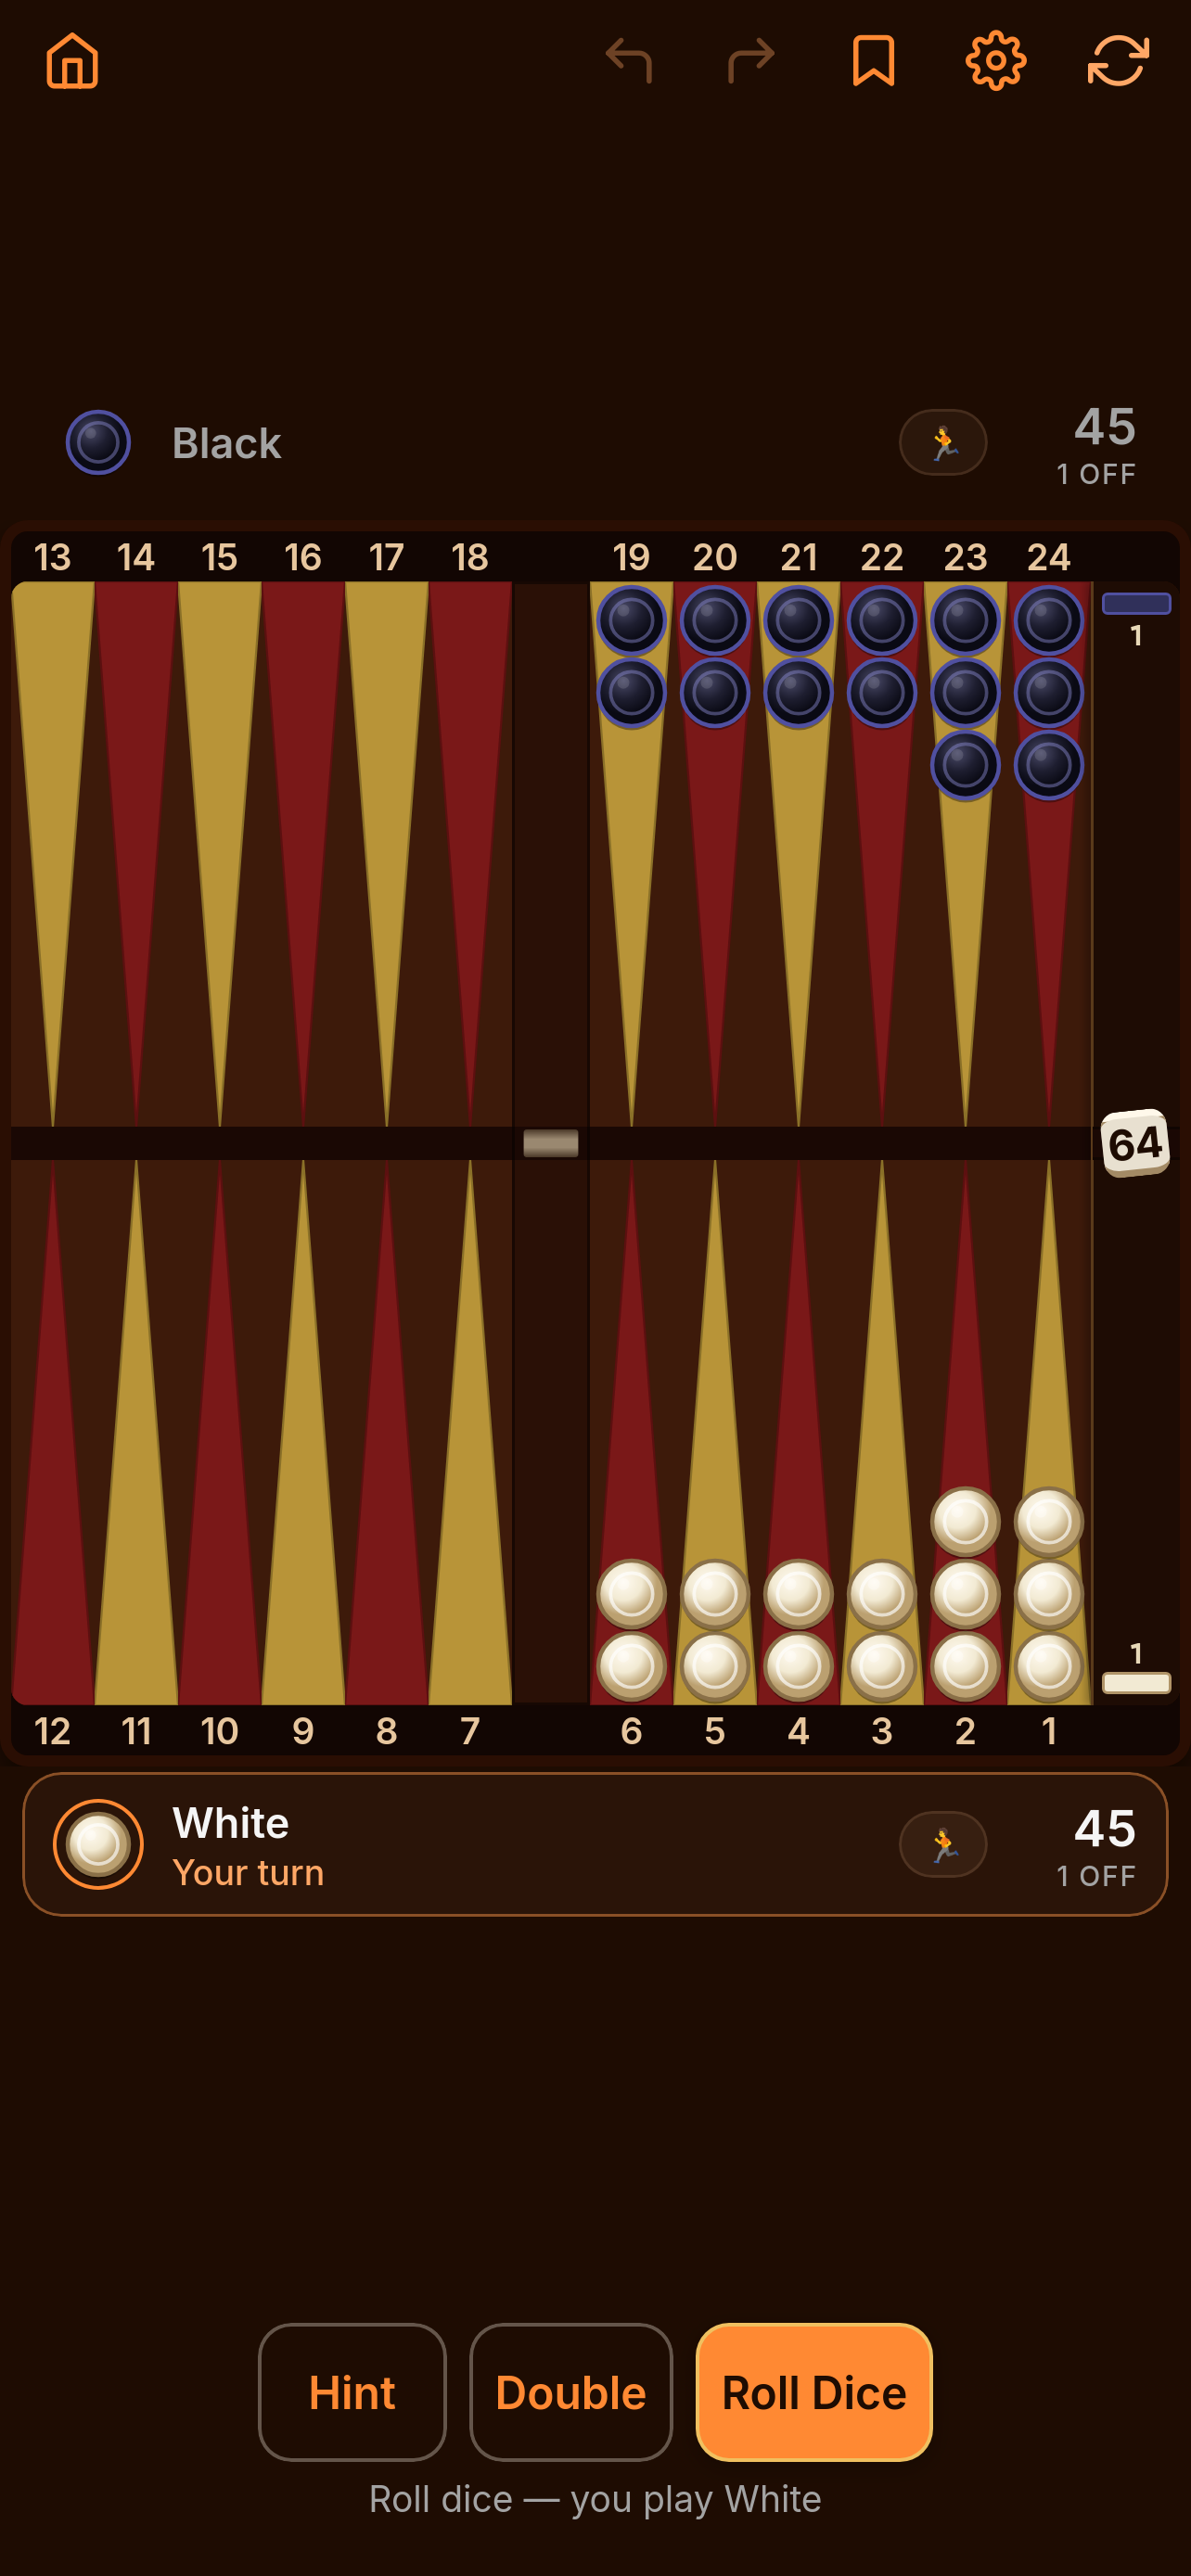 Black
45
1 OFF
13 14 15 16 17 18 19 20 21 22 23 24
1
64
1
12 11 10 9 8 7 6 5 4 3 2 1
White
Your turn
45
1 OFF
Hint Double Roll Dice
Roll dice — you play White